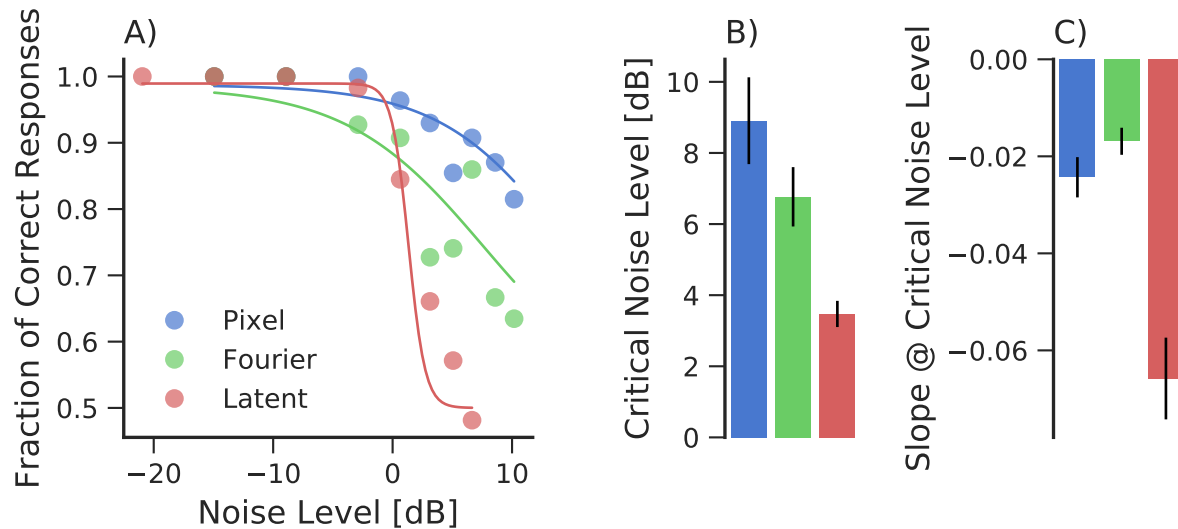 A)
Fraction of Correct Responses
1.0
0.9
0.8
0.7
0.6
0.5
Pixel
Fourier
Latent
−20
−10
0
10
Noise Level [dB]
B)
Critical Noise Level [dB]
10
8
6
4
2
0
C)
Slope @ Critical Noise Level
0.00
−0.02
−0.04
−0.06